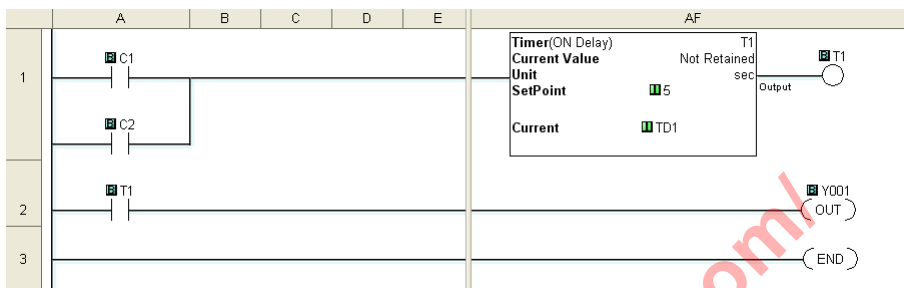 A B C D E AF
1
B C1
Timer(ON Delay) T1
Current Value Not Retained
Unit sec
SetPoint 5
Output
B T1
B C2
Current TD1
2
B T1
B Y001
OUT
3
END
om/